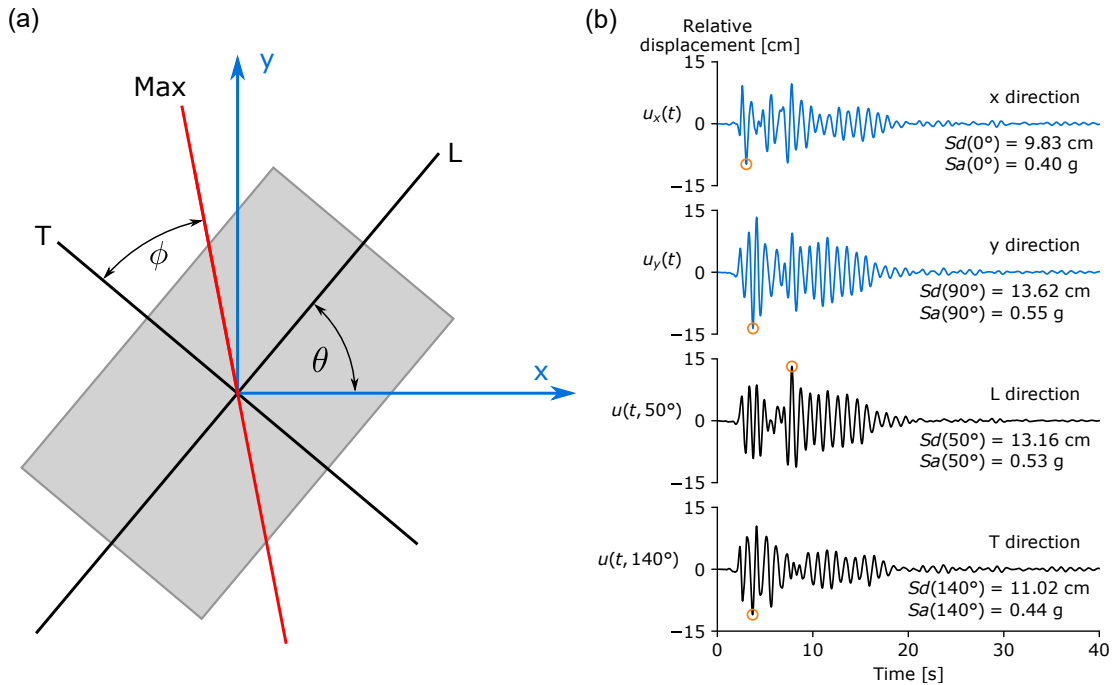 (a)
y
Max
L
T
ϕ
θ
x
(b)
Relative
displacement [cm]
15
x direction
u_x(t)
0
Sd(0°) = 9.83 cm
Sa(0°) = 0.40 g
−15
15
y direction
u_y(t)
0
Sd(90°) = 13.62 cm
Sa(90°) = 0.55 g
−15
15
L direction
u(t, 50°)
0
Sd(50°) = 13.16 cm
Sa(50°) = 0.53 g
−15
15
T direction
u(t, 140°)
0
Sd(140°) = 11.02 cm
Sa(140°) = 0.44 g
−15
0 10 20 30 40
Time [s]